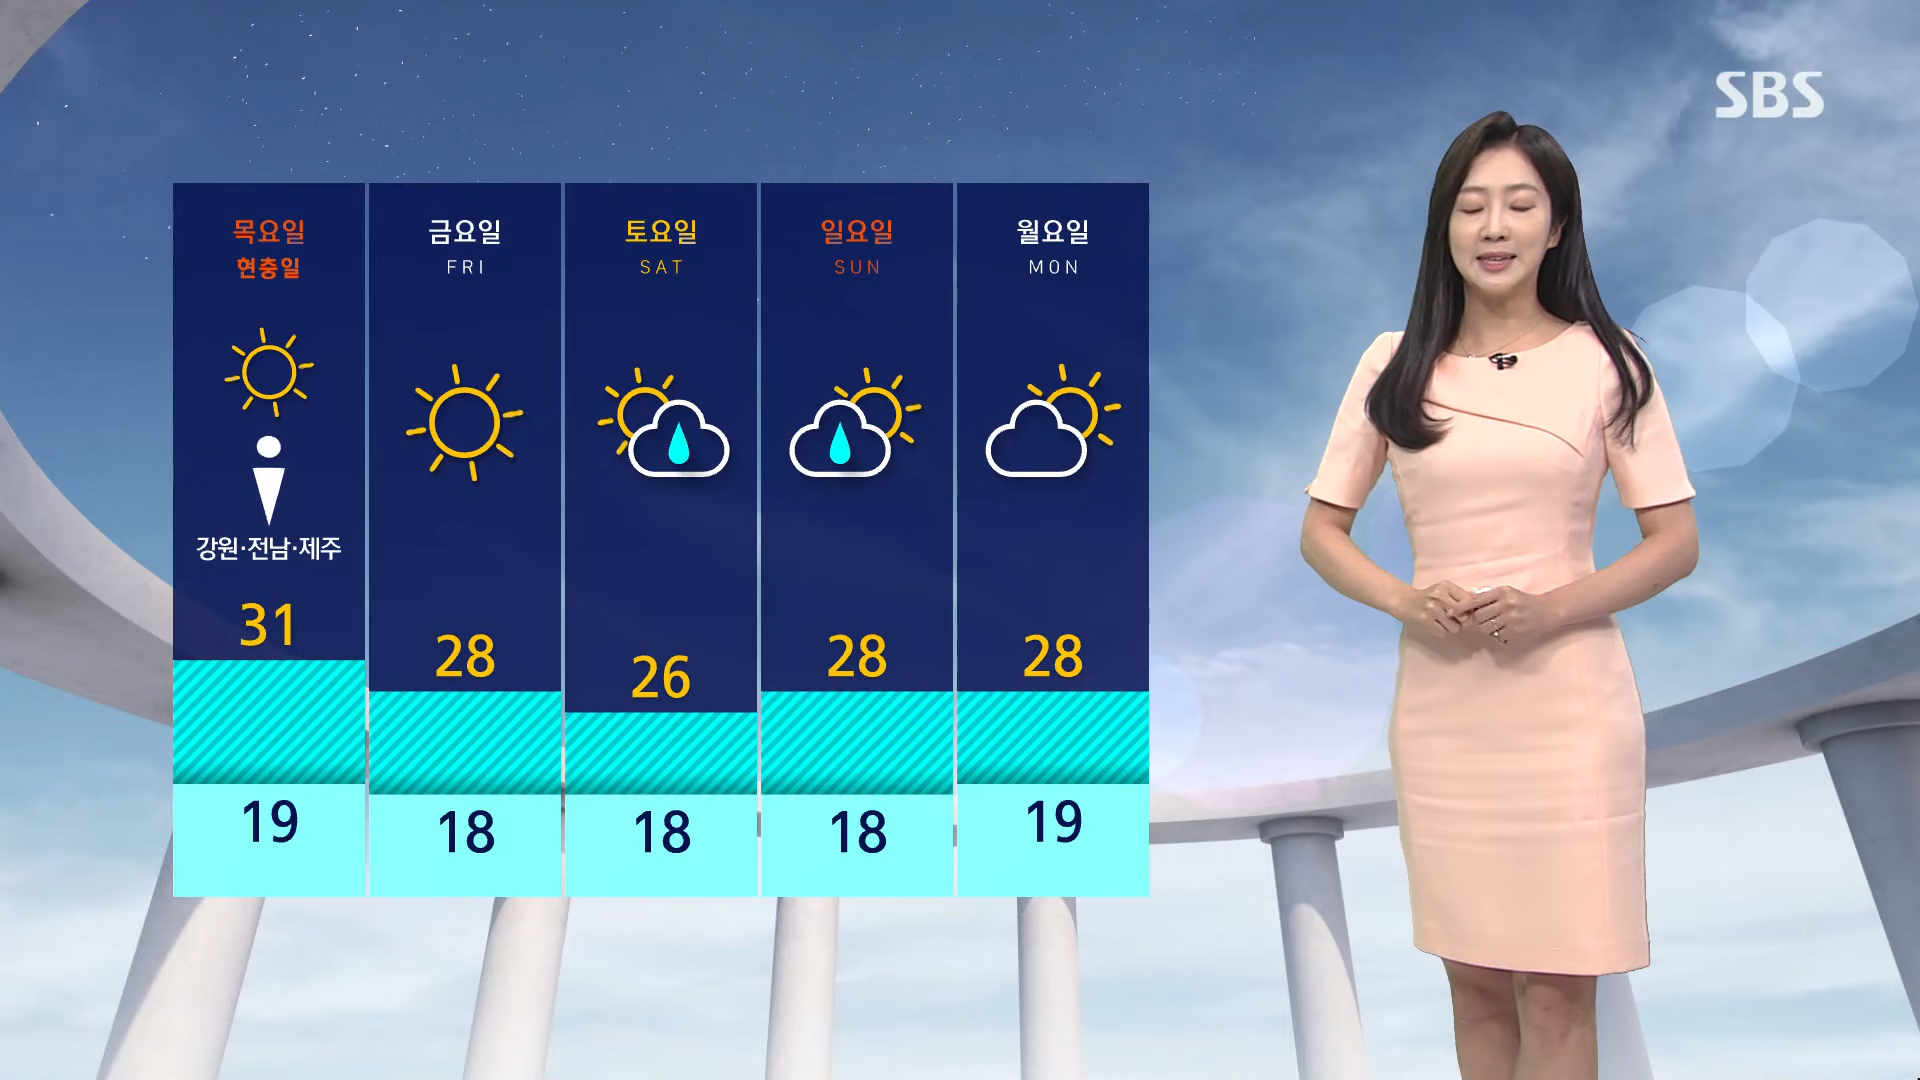 SBS
목요일
현충일
강원·전남·제주
31
19
금요일
FRI
28
18
토요일
SAT
26
18
일요일
SUN
28
18
월요일
MON
28
19